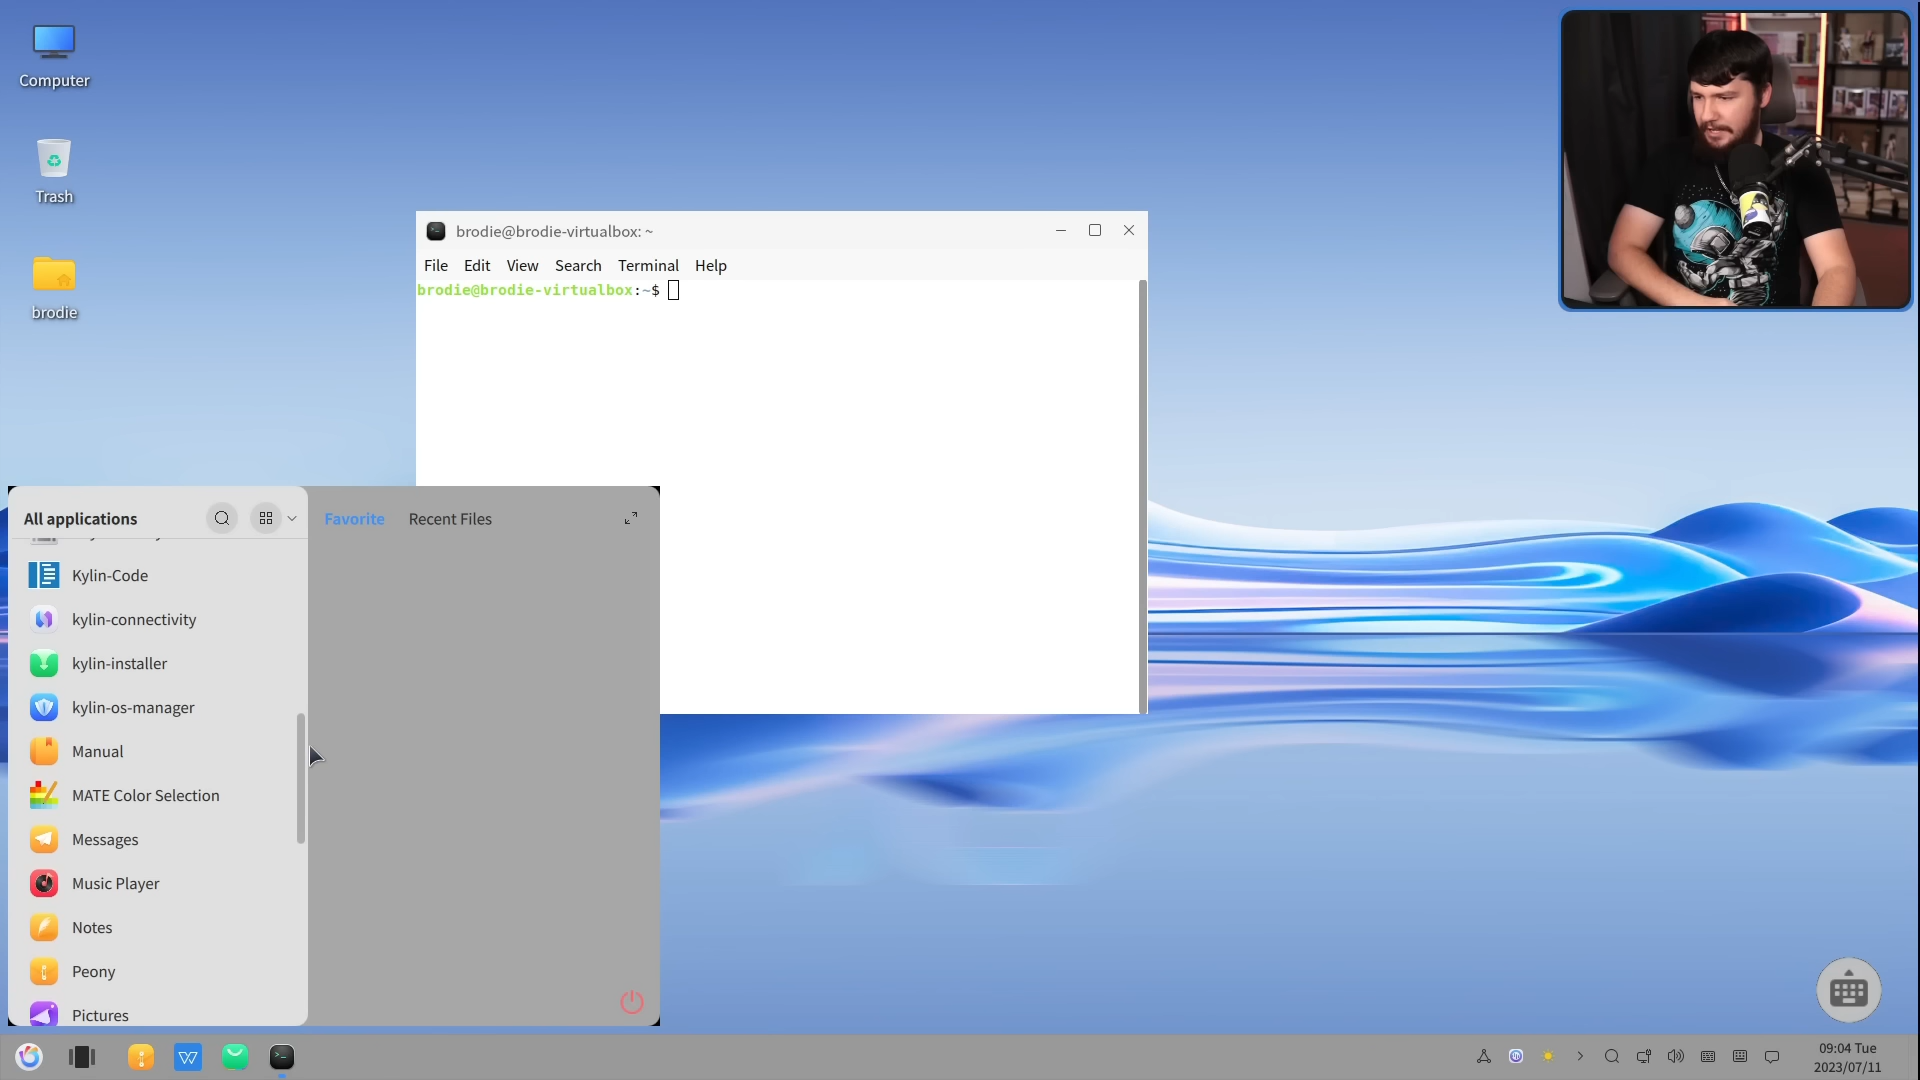 Computer
Trash
brodie
brodie@brodie-virtualbox: ~
File Edit View Search Terminal Help
brodie@brodie-virtualbox:~$
All applications
Favorite Recent Files
Kylin-Code
kylin-connectivity
kylin-installer
kylin-os-manager
Manual
MATE Color Selection
Messages
Music Player
Notes
Peony
Pictures
09:04 Tue
2023/07/11